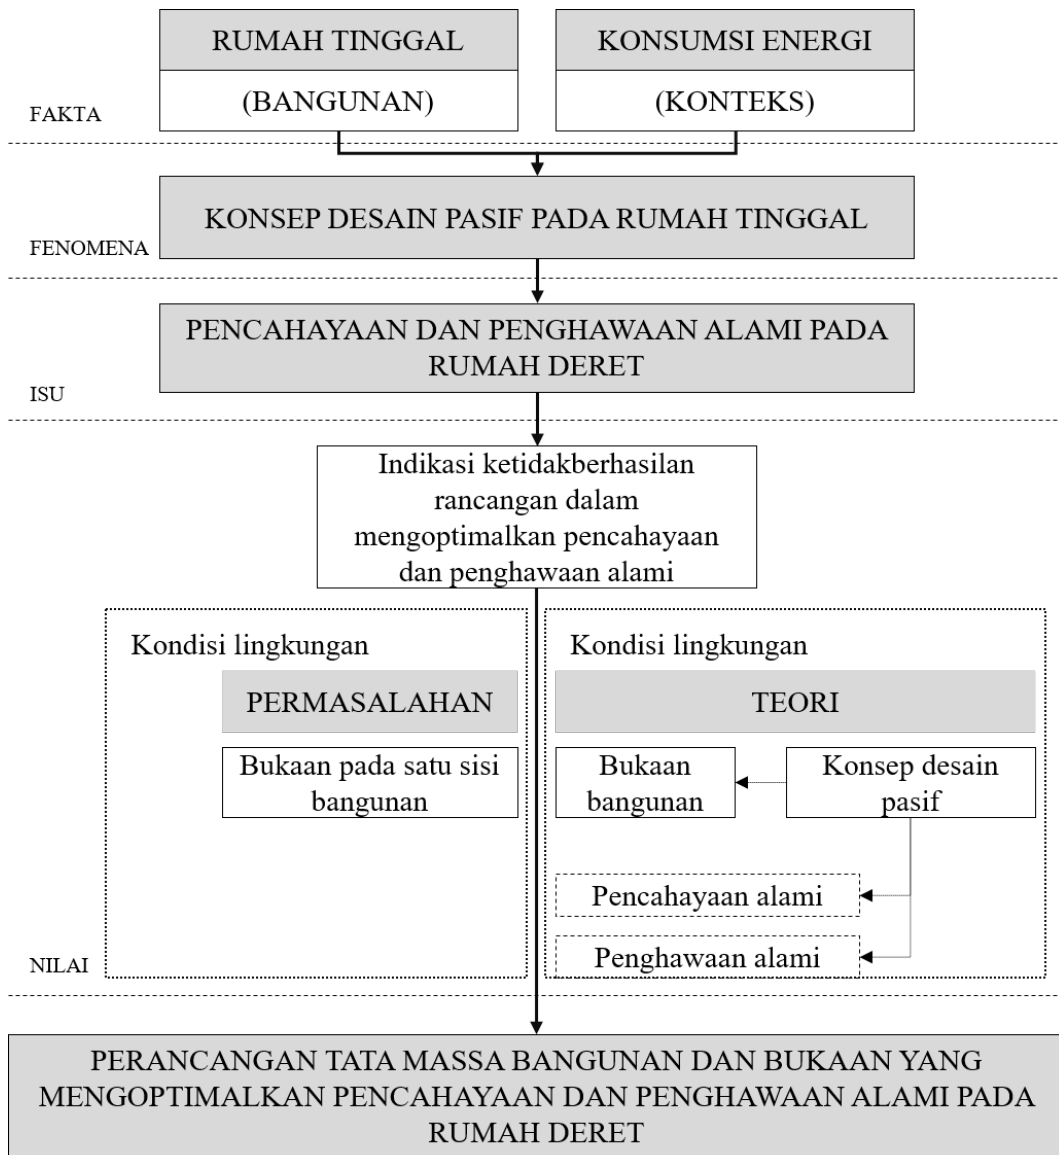 RUMAH TINGGAL
(BANGUNAN)
KONSUMSI ENERGI
(KONTEKS)
FAKTA
KONSEP DESAIN PASIF PADA RUMAH TINGGAL
FENOMENA
PENCAHAYAAN DAN PENGHAWAAN ALAMI PADA
RUMAH DERET
ISU
Indikasi ketidakberhasilan
rancangan dalam
mengoptimalkan pencahayaan
dan penghawaan alami
Kondisi lingkungan
PERMASALAHAN
Bukaan pada satu sisi
bangunan
Kondisi lingkungan
TEORI
Bukaan
bangunan
Konsep desain
pasif
Pencahayaan alami
Penghawaan alami
NILAI
PERANCANGAN TATA MASSA BANGUNAN DAN BUKAAN YANG
MENGOPTIMALKAN PENCAHAYAAN DAN PENGHAWAAN ALAMI PADA
RUMAH DERET